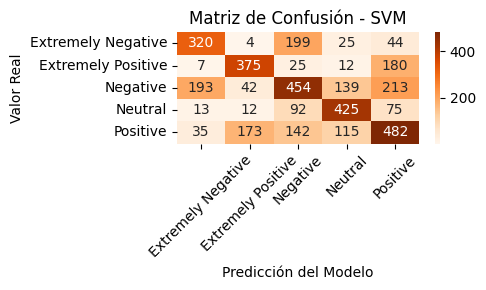 Matriz de Confusión - SVM
Valor Real
Extremely Negative 320 4 199 25 44
Extremely Positive 7 375 25 12 180
Negative 193 42 454 139 213
Neutral 13 12 92 425 75
Positive 35 173 142 115 482
Extremely Negative
Extremely Positive
Negative
Neutral
Positive
Predicción del Modelo
400
200